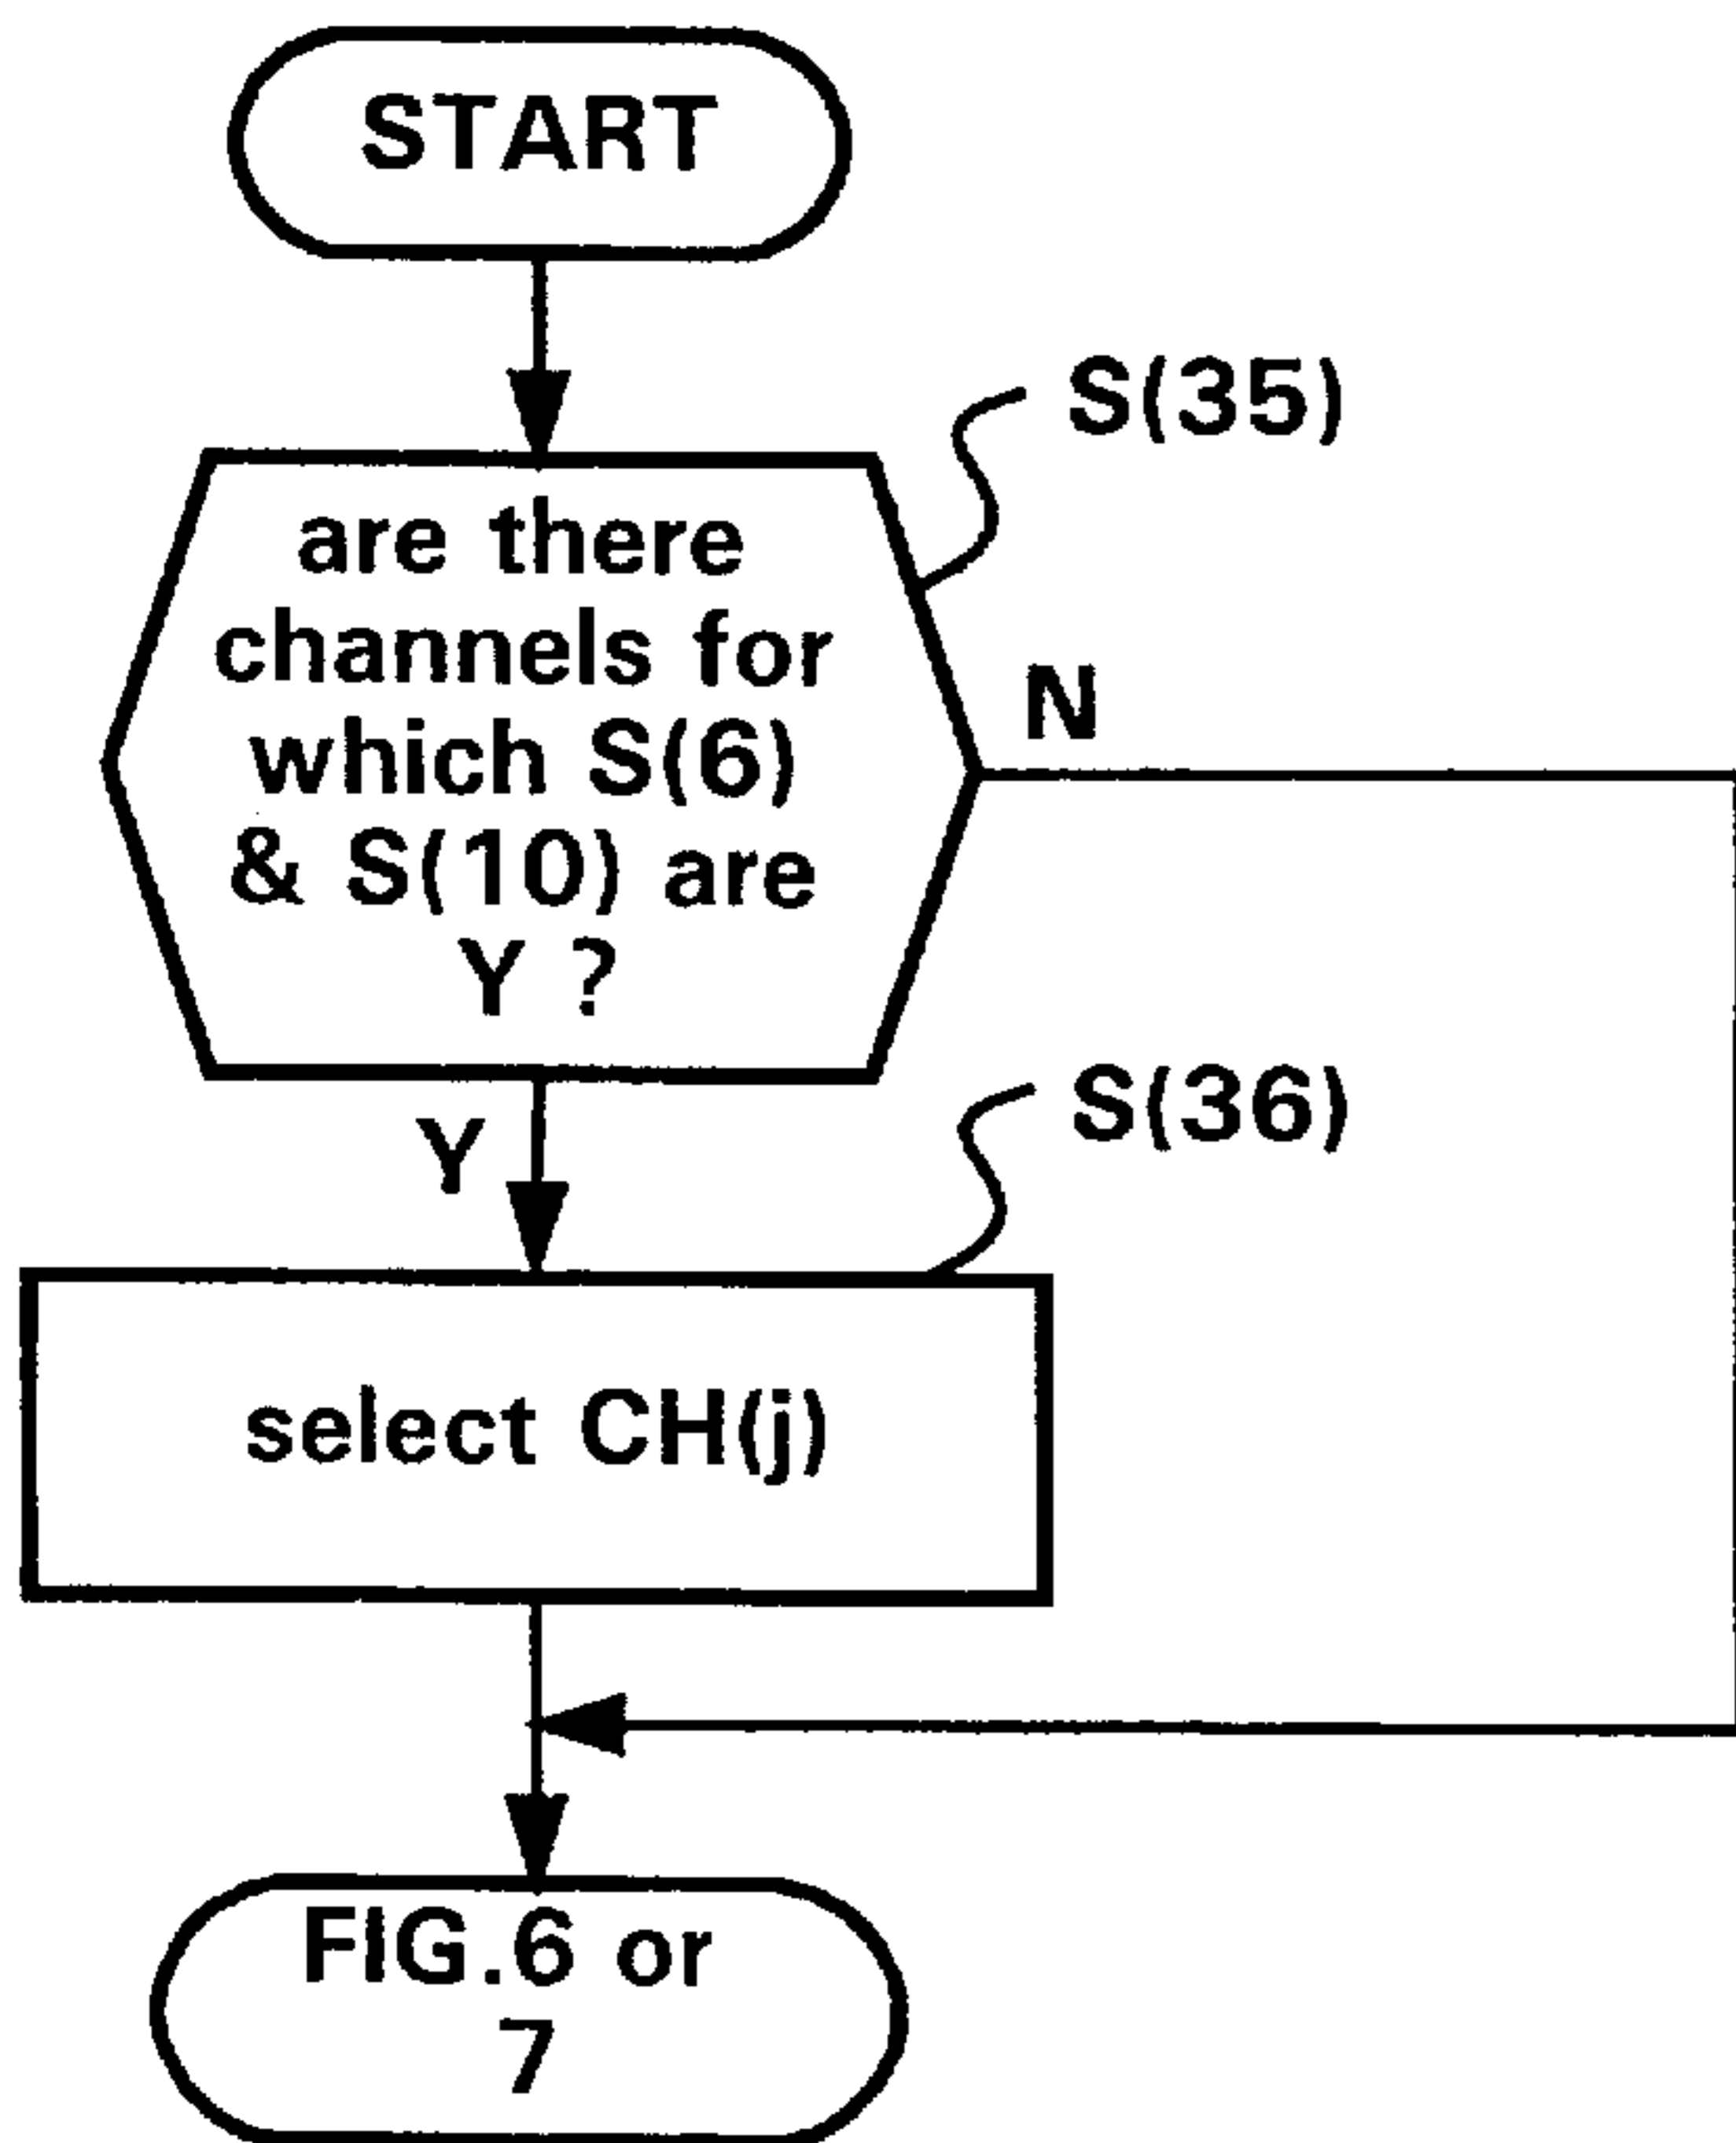 START
S(35)
are there
channels for
which S(6)
& S(10) are
Y ?
N
Y
S(36)
select CH(j)
FIG.6 or
7